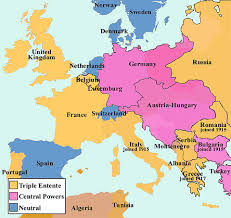 Norway
Sweden
Denmark
United
Kingdom
Netherlands
Belgium
Luxemburg
Germany
Russia
France
Switzerland
Austria-Hungary
Romania
joined 1916
Italy
joined 1915
Serbia
Montenegro
Bulgaria
joined 1915
Albania
Greece
joined 1917
Turkey
Portugal
Spain
Triple Entente
Central Powers
Neutral
Algeria
Tunisia